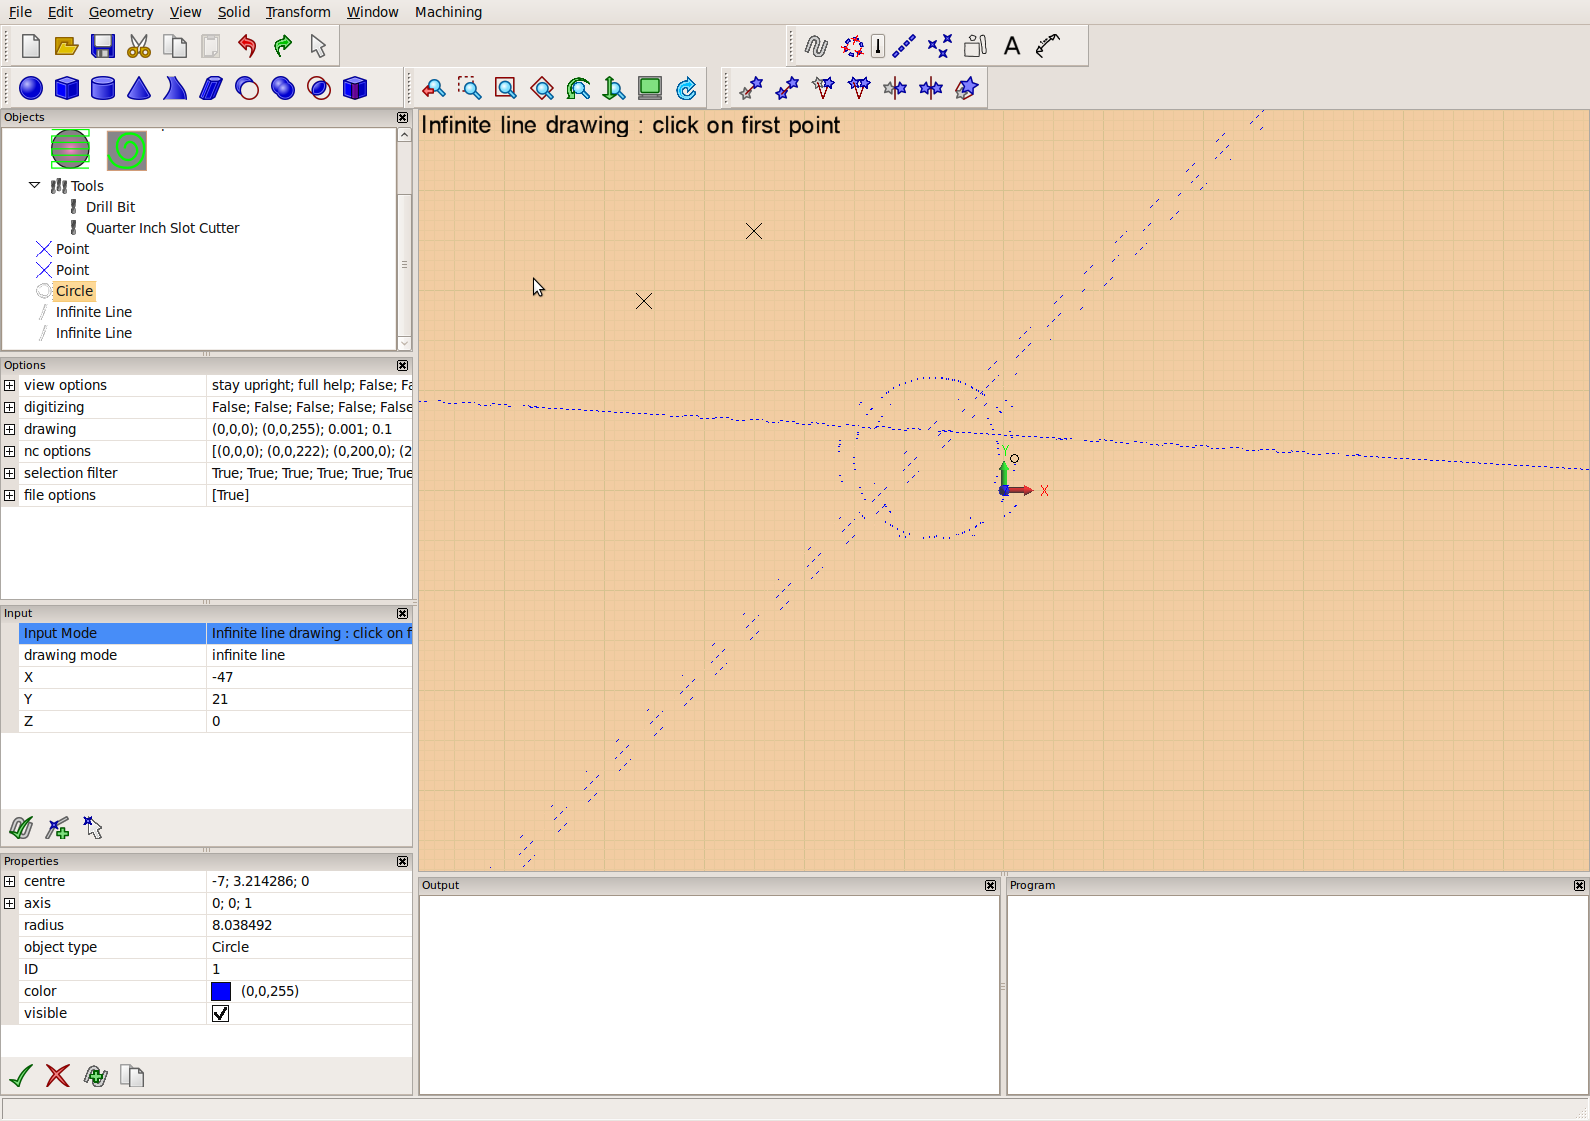 File Edit Geometry View Solid Transform Window Machining
A
Objects
Tools
Drill Bit
Quarter Inch Slot Cutter
Point
Point
Circle
Infinite Line
Infinite Line
Options
view options stay upright; full help; False; Fa
digitizing False; False; False; False; False
drawing (0,0,0); (0,0,255); 0.001; 0.1
nc options [(0,0,0); (0,0,222); (0,200,0); (2
selection filter True; True; True; True; True; True
file options [True]
Input
Input Mode Infinite line drawing : click on f
drawing mode infinite line
X -47
Y 21
Z 0
Properties
centre -7; 3.214286; 0
axis 0; 0; 1
radius 8.038492
object type Circle
ID 1
color (0,0,255)
visible
Infinite line drawing : click on first point
Y
X
Output
Program